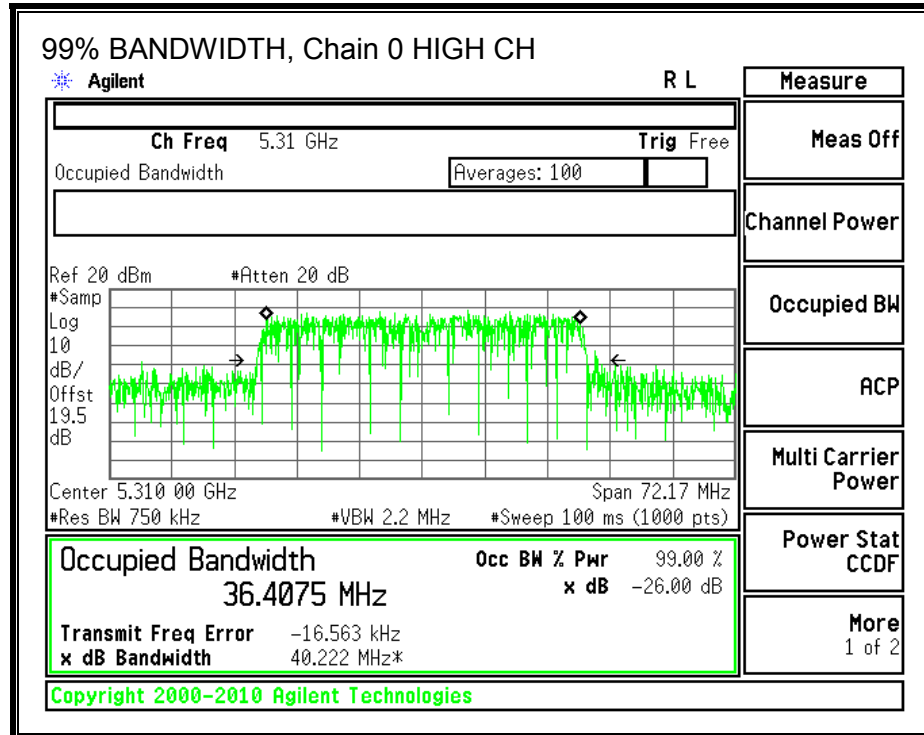 99% BANDWIDTH, Chain 0 HIGH CH
Agilent R L Measure
Ch Freq 5.31 GHz Trig Free
Meas Off
Occupied Bandwidth Averages: 100
Channel Power
Ref 20 dBm #Atten 20 dB
#Samp
Log
10
dB/
Offst
19.5
dB
Occupied BW
ACP
Multi Carrier
Power
Center 5.310 00 GHz Span 72.17 MHz
#Res BW 750 kHz #VBW 2.2 MHz #Sweep 100 ms (1000 pts)
Occupied Bandwidth Occ BW % Pwr 99.00 %
36.4075 MHz x dB -26.00 dB
Power Stat
CCDF
Transmit Freq Error -16.563 kHz
x dB Bandwidth 40.222 MHz*
More
1 of 2
Copyright 2000-2010 Agilent Technologies